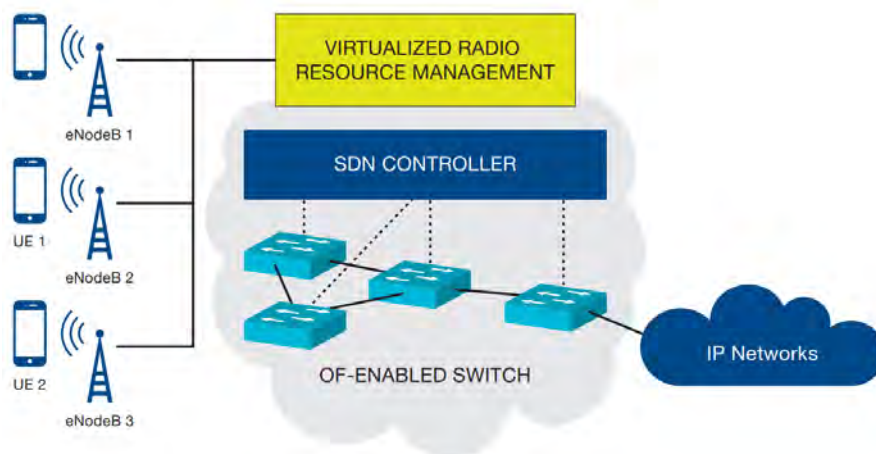 VIRTUALIZED RADIO
RESOURCE MANAGEMENT
eNodeB 1
SDN CONTROLLER
UE 1
eNodeB 2
IP Networks
OF-ENABLED SWITCH
UE 2
eNodeB 3